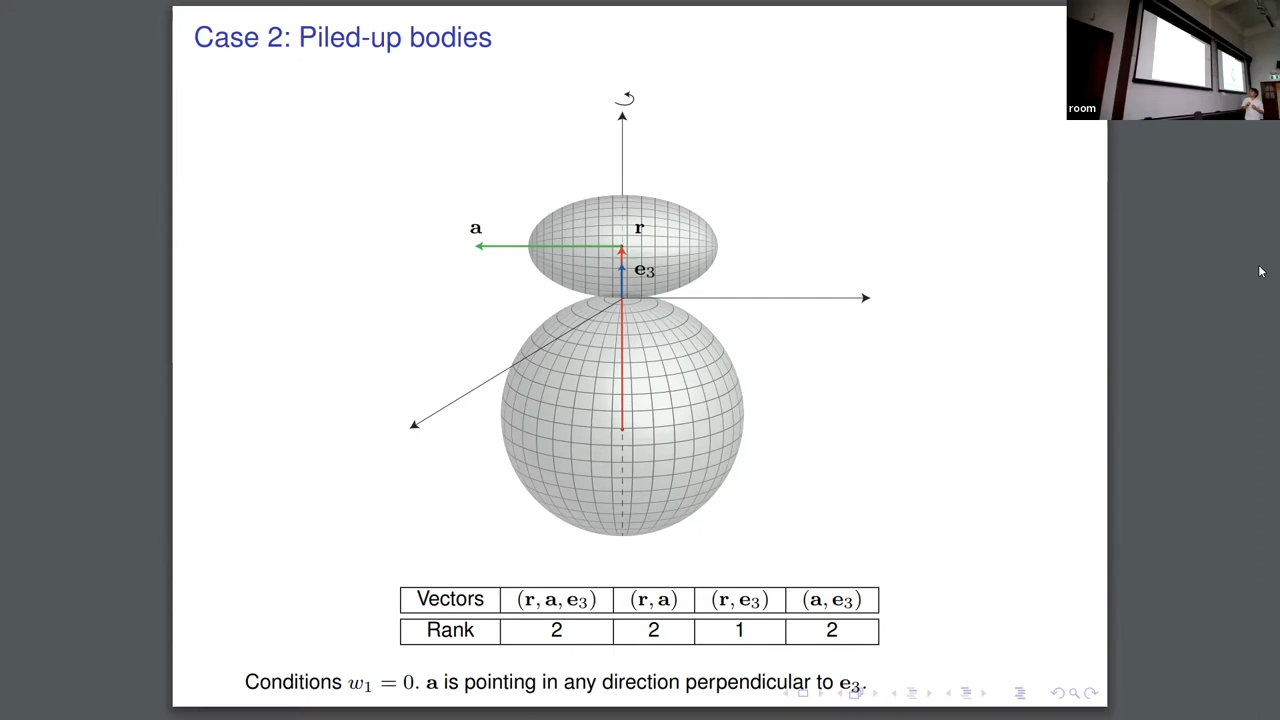 Case 2: Piled-up bodies
room
a
r
e₃
Vectors (r, a, e₃) (r, a) (r, e₃) (a, e₃)
Rank 2 2 1 2
Conditions w₁ = 0. a is pointing in any direction perpendicular to e₃.